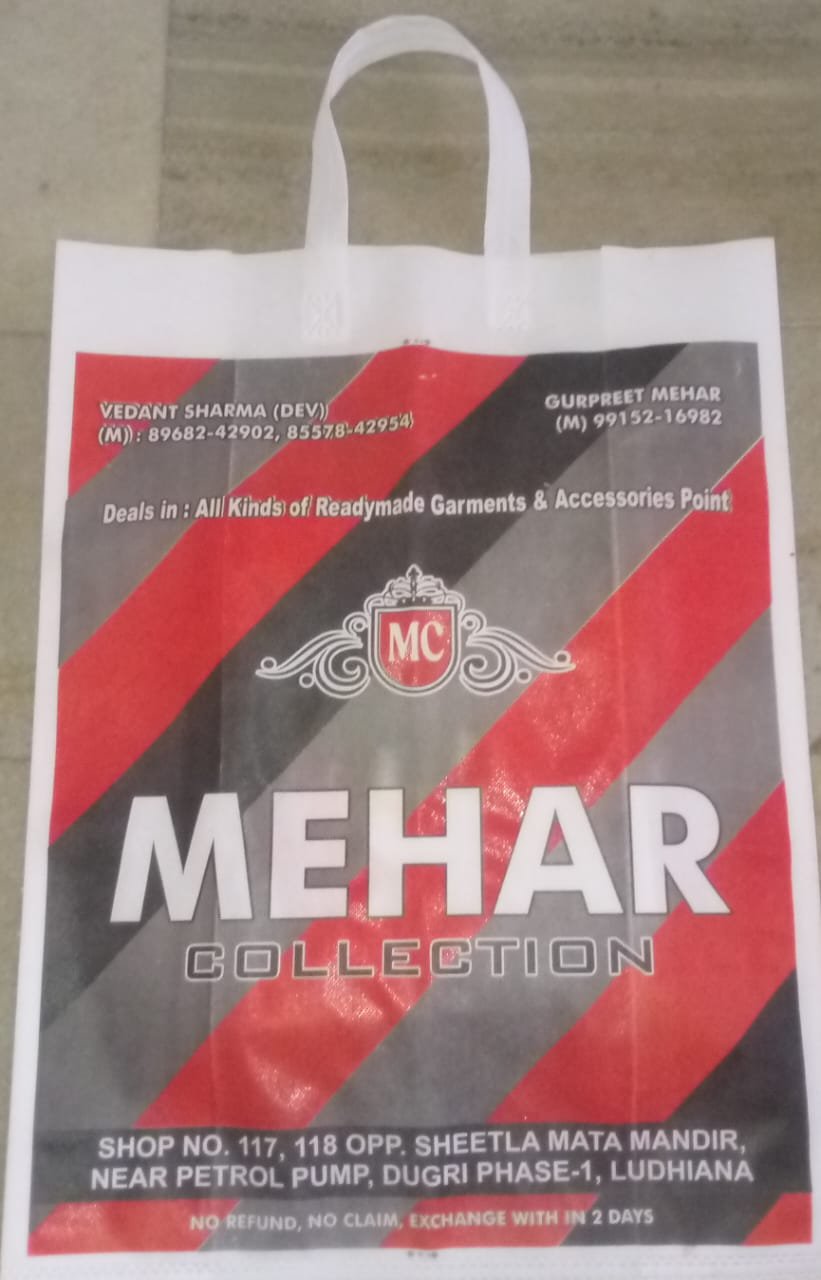 VEDANT SHARMA (DEV)
(M) : 89682-42902, 85578-42954
GURPREET MEHAR
(M) 99152-16982
Deals in : All Kinds of Readymade Garments & Accessories Point
MC
MEHAR
COLLECTION
SHOP NO. 117, 118 OPP. SHEETLA MATA MANDIR,
NEAR PETROL PUMP, DUGRI PHASE-1, LUDHIANA
NO REFUND, NO CLAIM, EXCHANGE WITH IN 2 DAYS